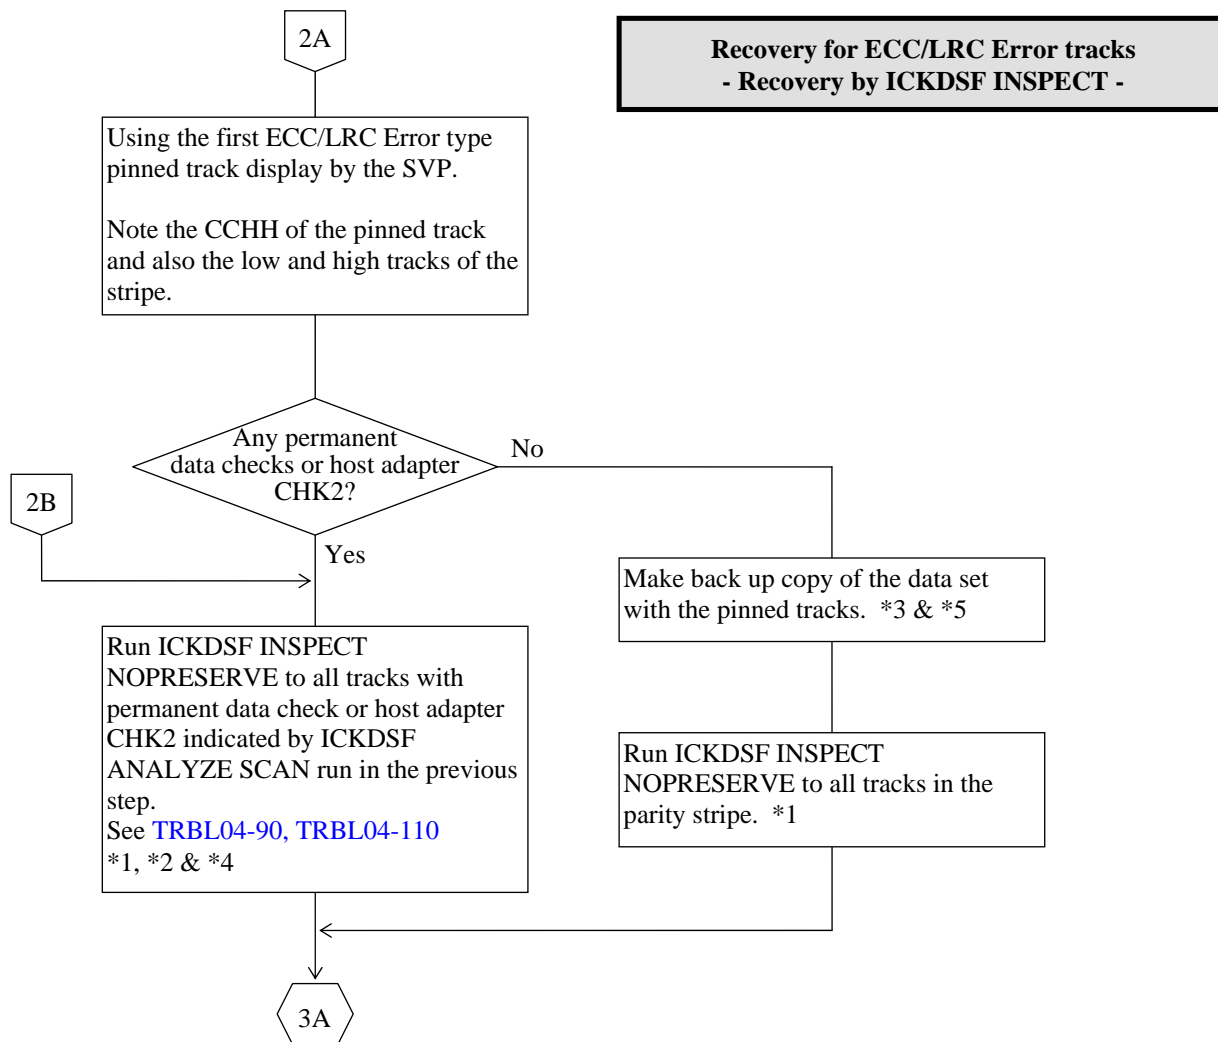 2A
Recovery for ECC/LRC Error tracks
- Recovery by ICKDSF INSPECT -
Using the first ECC/LRC Error type
pinned track display by the SVP.
Note the CCHH of the pinned track
and also the low and high tracks of the
stripe.
Any permanent
data checks or host adapter
CHK2?
No
2B
Yes
Make back up copy of the data set
with the pinned tracks. *3 & *5
Run ICKDSF INSPECT
NOPRESERVE to all tracks with
permanent data check or host adapter
CHK2 indicated by ICKDSF
ANALYZE SCAN run in the previous
step.
See TRBL04-90, TRBL04-110
*1, *2 & *4
Run ICKDSF INSPECT
NOPRESERVE to all tracks in the
parity stripe. *1
3A